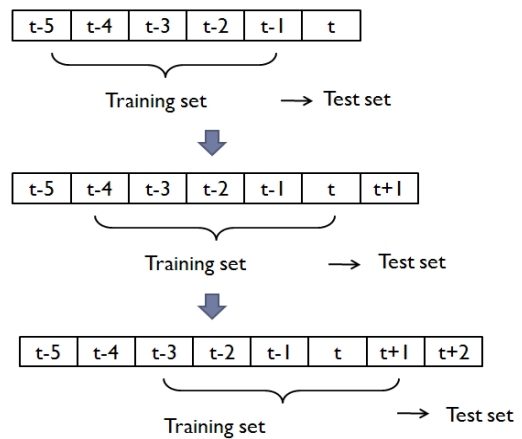 t-5 t-4 t-3 t-2 t-1 t
Training set Test set
t-5 t-4 t-3 t-2 t-1 t t+1
Training set Test set
t-5 t-4 t-3 t-2 t-1 t t+1 t+2
Training set Test set